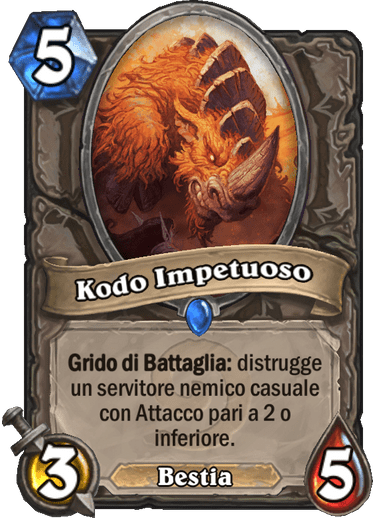 5
Kodo Impetuoso
Grido di Battaglia: distrugge
un servitore nemico casuale
con Attacco pari a 2 o
inferiore.
3
Bestia
5